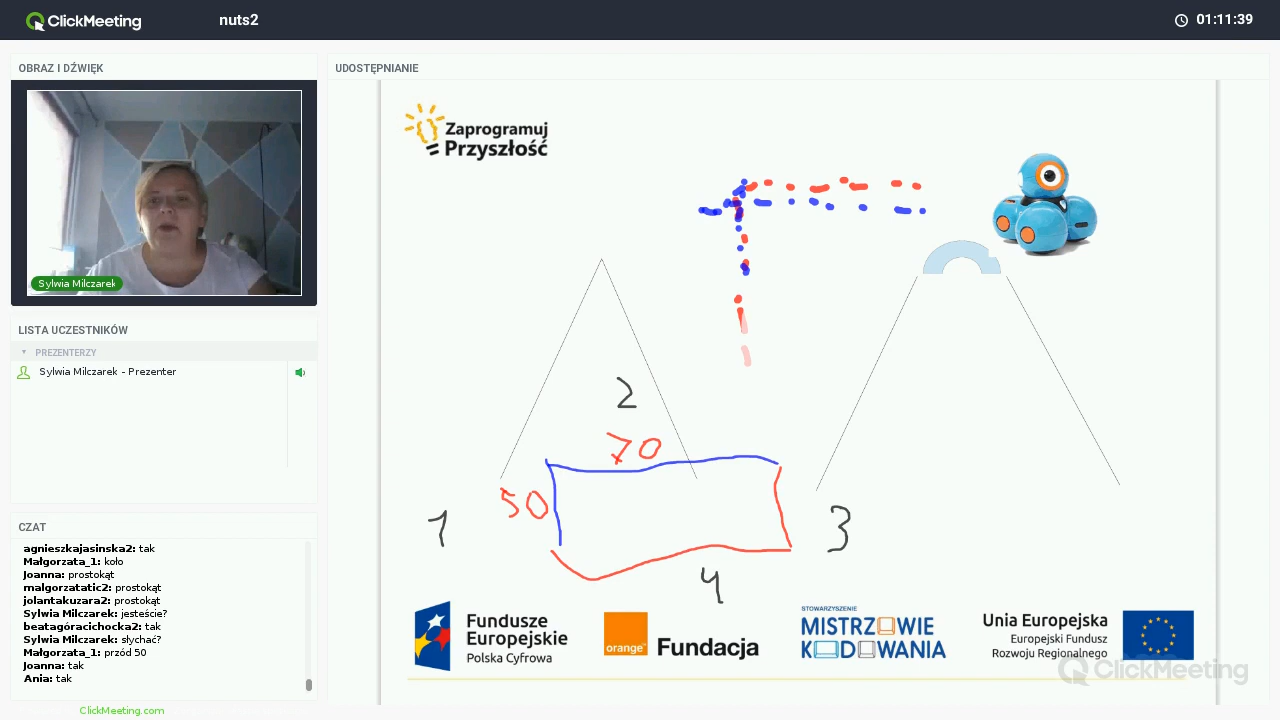 ClickMeeting
nuts2
01:11:39
OBRAZ I DŹWIĘK
Sylwia Milczarek
LISTA UCZESTNIKÓW
PREZENTERZY
Sylwia Milczarek - Prezenter
CZAT
agnieszkajasinska2: tak
Małgorzata_1: koło
Joanna: prostokąt
malgorzatatic2: prostokąt
jolantakuzara2: prostokąt
Sylwia Milczarek: jesteście?
beatagóracichocka2: tak
Sylwia Milczarek: słychać?
Małgorzata_1: przód 50
Joanna: tak
Ania: tak
ClickMeeting.com
UDOSTĘPNIANIE
Zaprogramuj
Przyszłość
2
70
50
1
3
4
Fundusze
Europejskie
Polska Cyfrowa
orange
Fundacja
STOWARZYSZENIE
MISTRZOWIE
KODOWANIA
Unia Europejska
Europejski Fundusz
Rozwoju Regionalnego
ClickMeeting